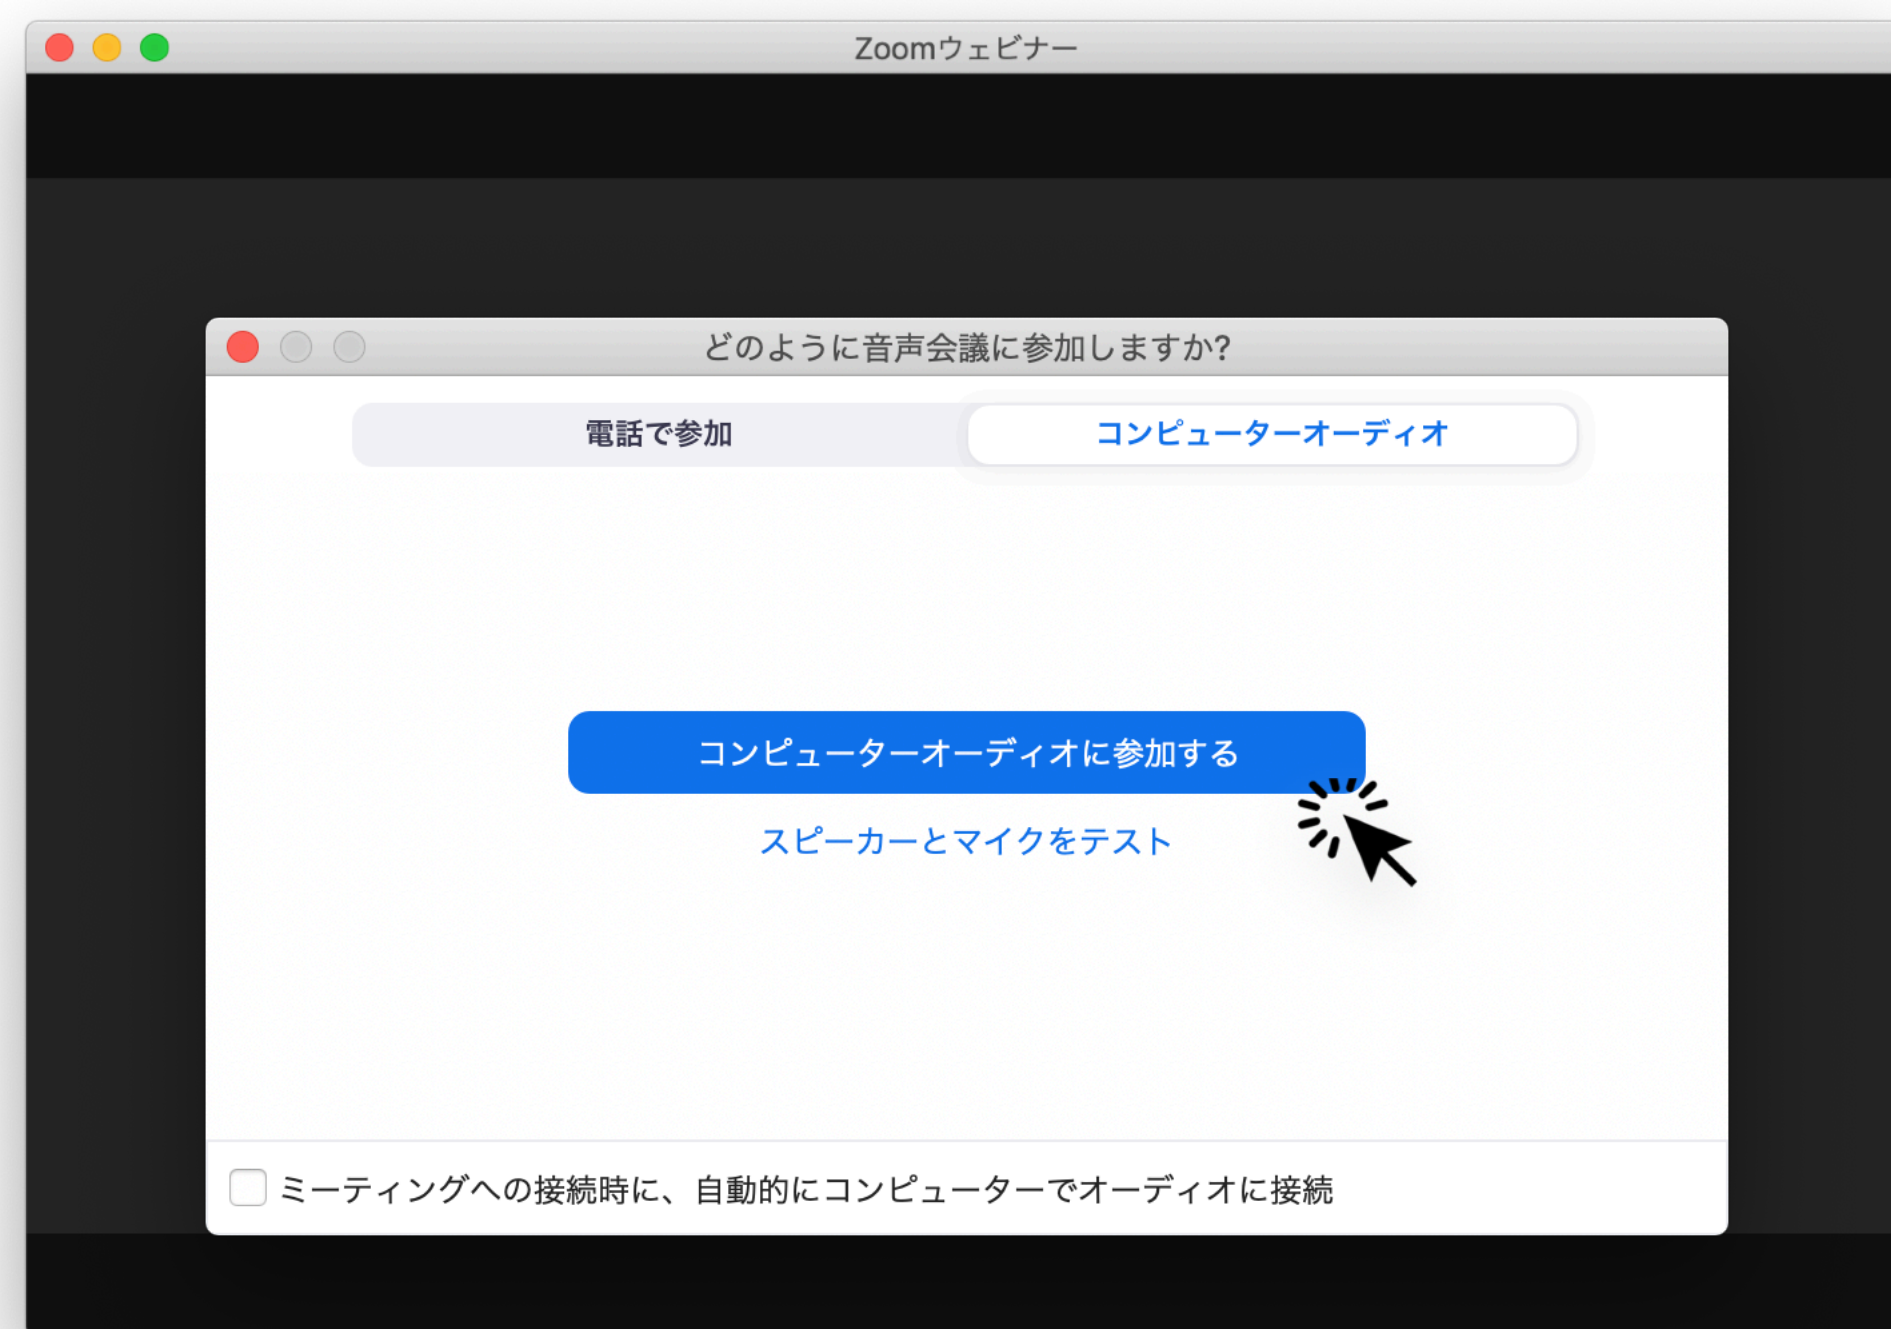 Zoomウェビナー
どのように音声会議に参加しますか?
電話で参加
コンピューターオーディオ
コンピューターオーディオに参加する
スピーカーとマイクをテスト
ミーティングへの接続時に、自動的にコンピューターでオーディオに接続